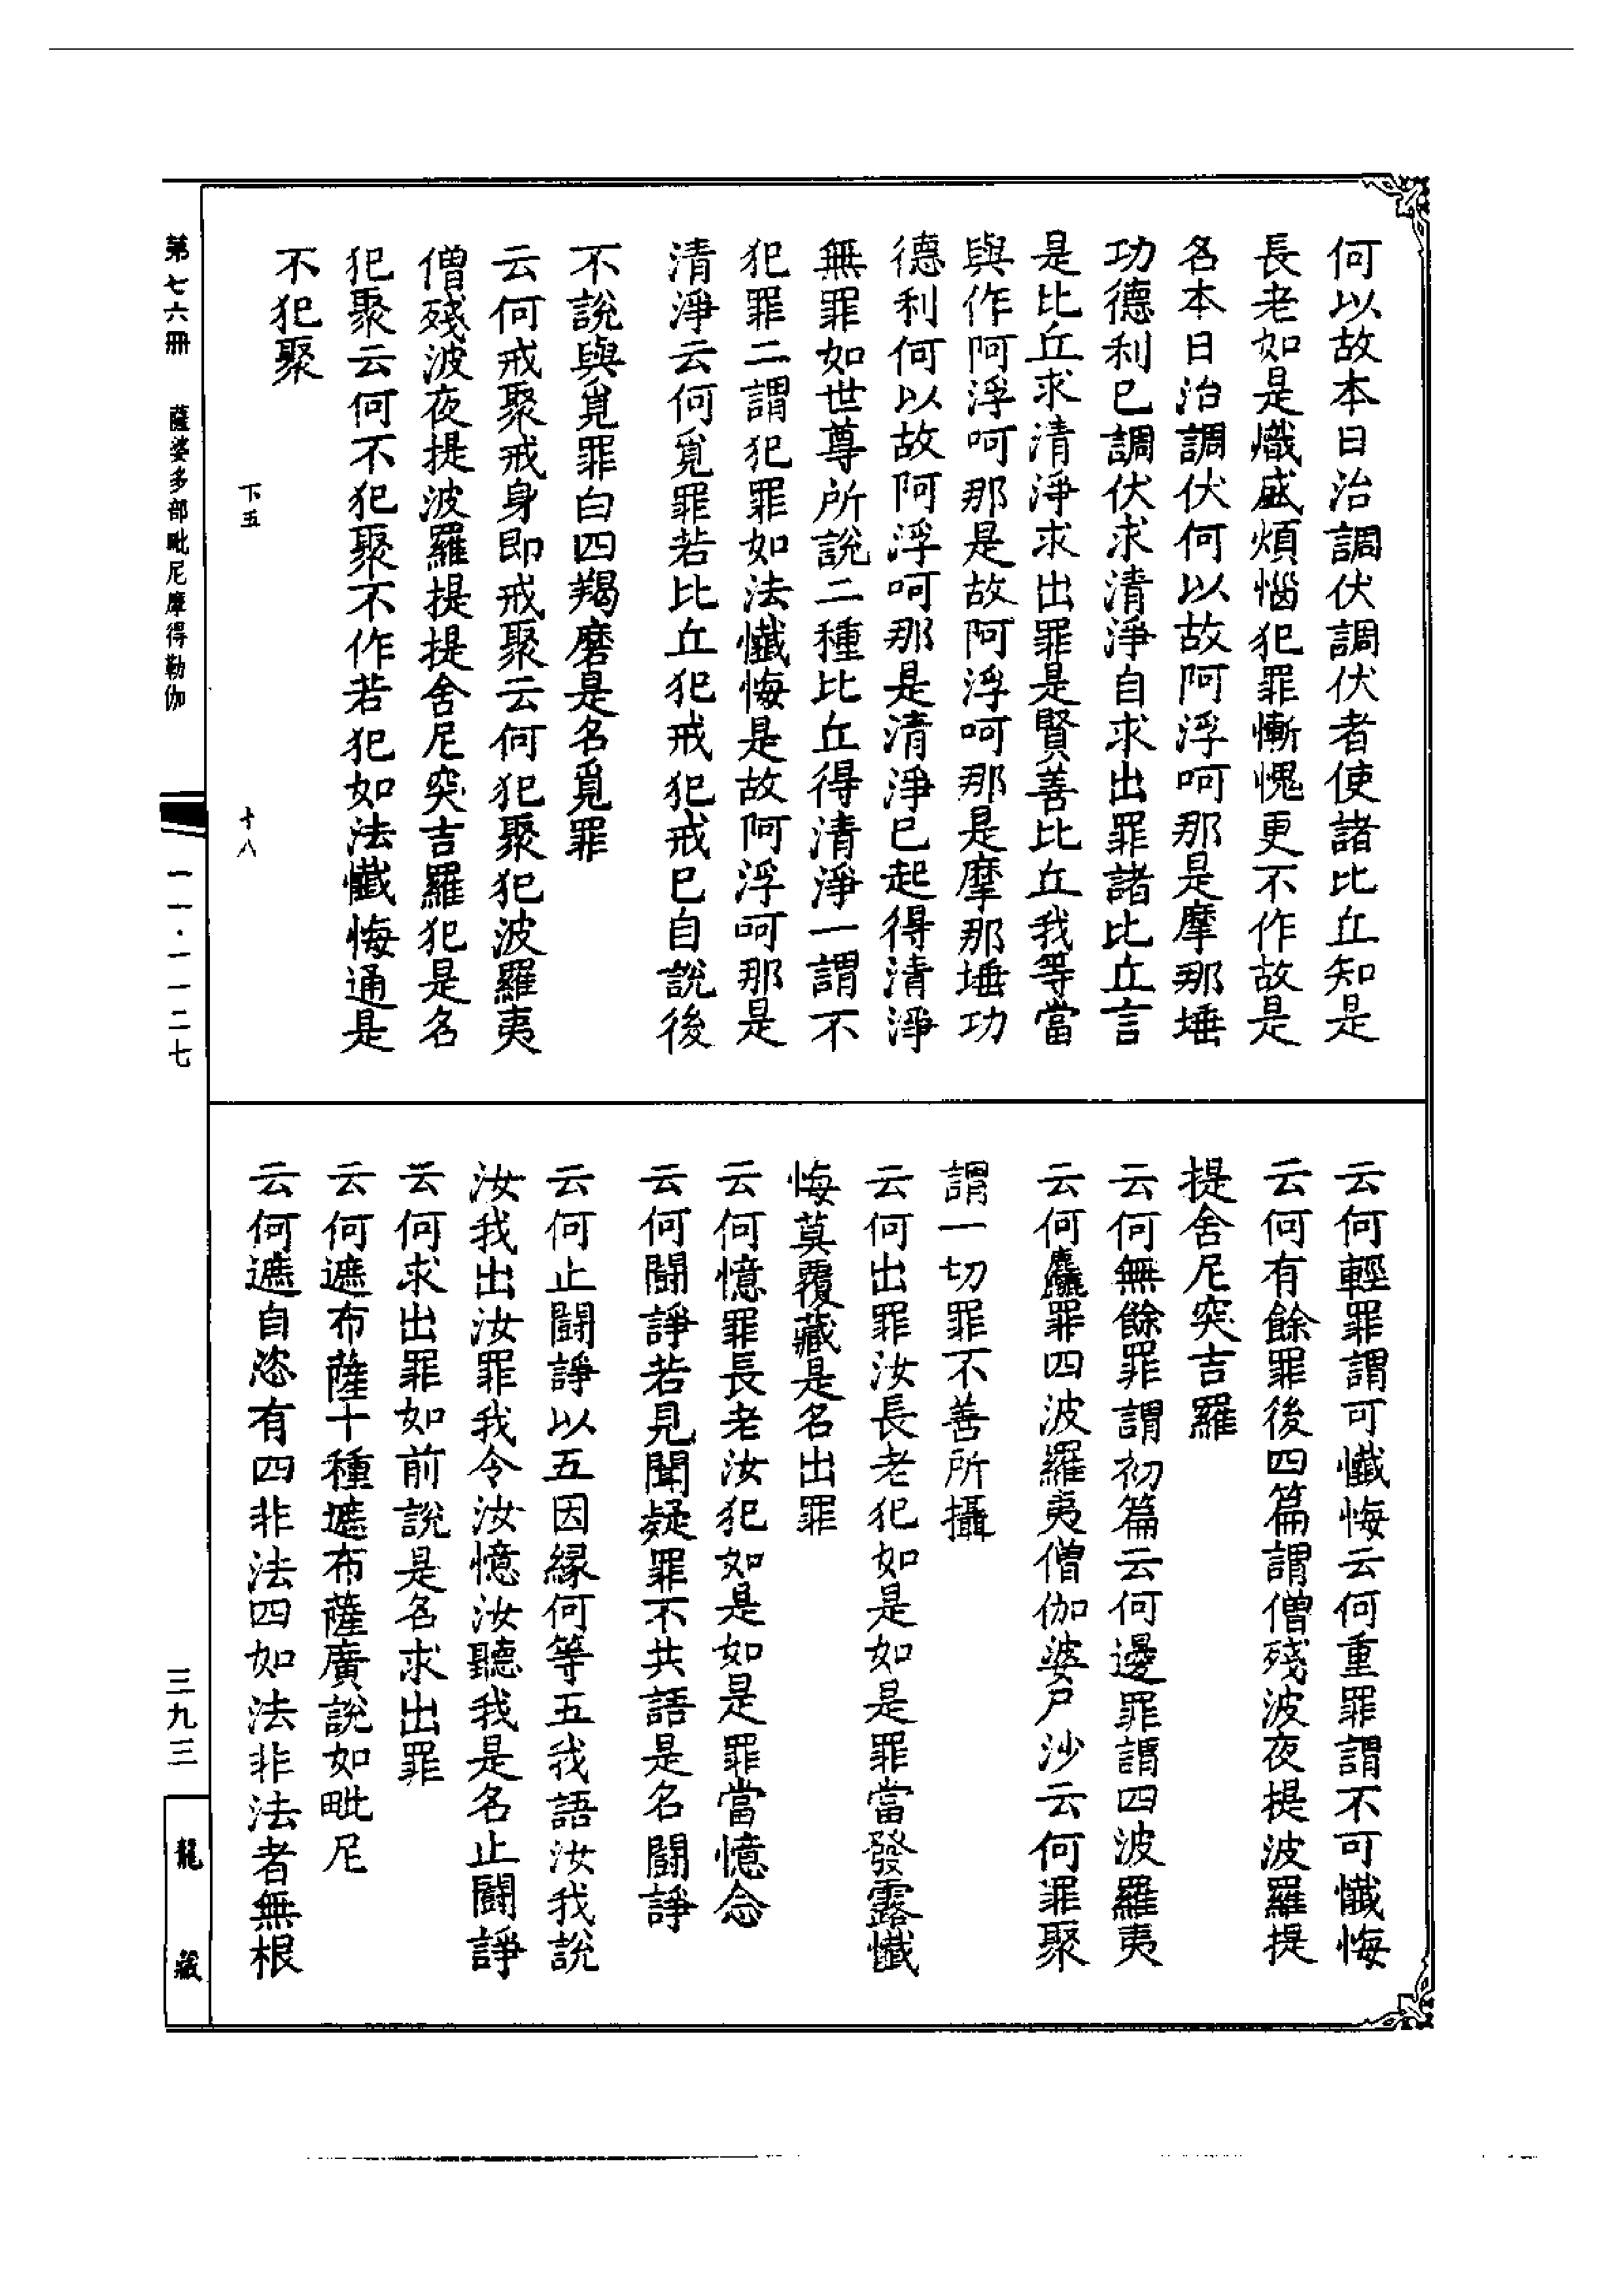 何以故本日治調伏調伏者使諸比丘知是
長老如是熾盛煩惱犯罪慚愧更不作故是
名本日治調伏何以故阿浮呵那是摩那埵
功德利已調伏求清淨自求出罪諸比丘言
是比丘求清淨求出罪是賢善比丘我等當
與作阿浮呵那是故阿浮呵那是摩那埵功
德利何以故阿浮呵那是清淨已起得清淨
無罪如世尊所說二種比丘得清淨一謂不
犯罪二謂犯罪如法懺悔是故阿浮呵那是
清淨云何覓罪若比丘犯戒犯戒已自說後
不說與覓罪白四羯磨是名覓罪
云何戒聚戒身即戒聚云何犯聚犯波羅夷
僧殘波夜提波羅提提舍尼突吉羅犯是名
犯聚云何不犯聚不作若犯如法懺悔通是
不犯聚
云何輕罪謂可懺悔云何重罪謂不可懺悔
云何有餘罪後四篇謂僧殘波夜提波羅提
提舍尼突吉羅
云何無餘罪謂初篇云何邊罪謂四波羅夷
云何麤罪四波羅夷僧伽婆尸沙云何罪聚
謂一切罪不善所攝
云何出罪汝長老犯如是如是罪當發露懺
悔莫覆藏是名出罪
云何憶罪長老汝犯如是如是罪當憶念
云何鬪諍若見聞疑罪不共語是名鬪諍
云何止鬪諍以五因緣何等五我語汝我說
汝我出汝罪我令汝憶汝聽我是名止鬪諍
云何求出罪如前說是名求出罪
云何遮布薩十種遮布薩廣說如毗尼
云何遮自恣有四非法四如法非法者無根
下五 十八
第七六冊 薩婆多部毗尼摩得勒伽 一一·一一二七 三九三 龍藏